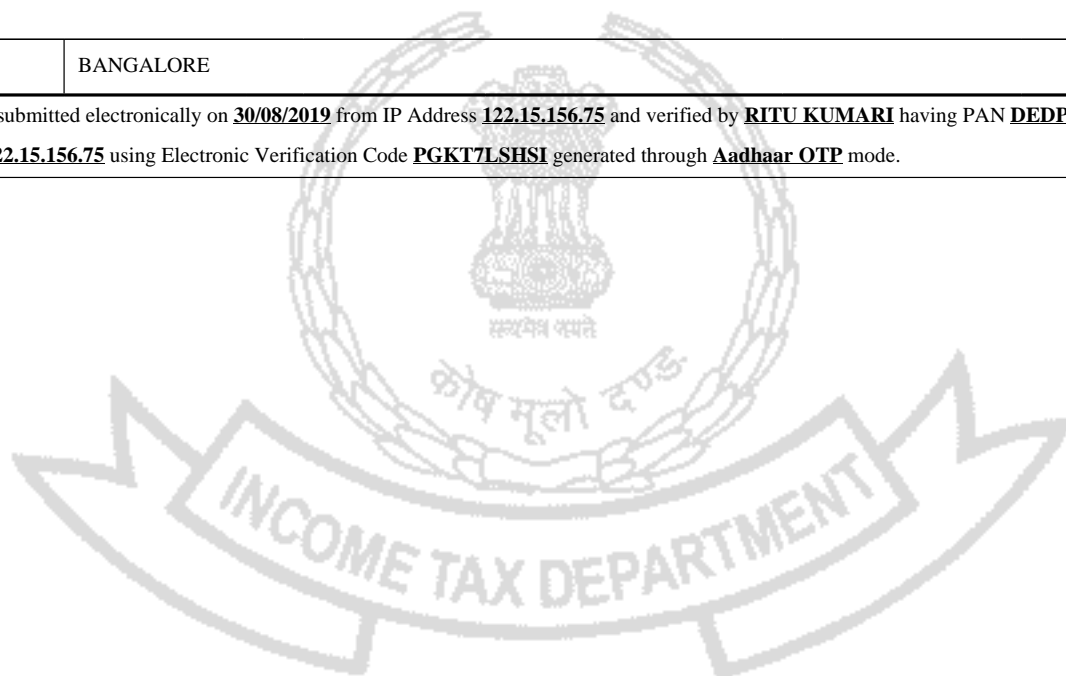 BANGALORE
submitted electronically on 30/08/2019 from IP Address 122.15.156.75 and verified by RITU KUMARI having PAN DEDP
22.15.156.75 using Electronic Verification Code PGKT7LSHSI generated through Aadhaar OTP mode.
सत्यमेव जयते
कोष मूलो दण्डः
INCOME TAX DEPARTMENT